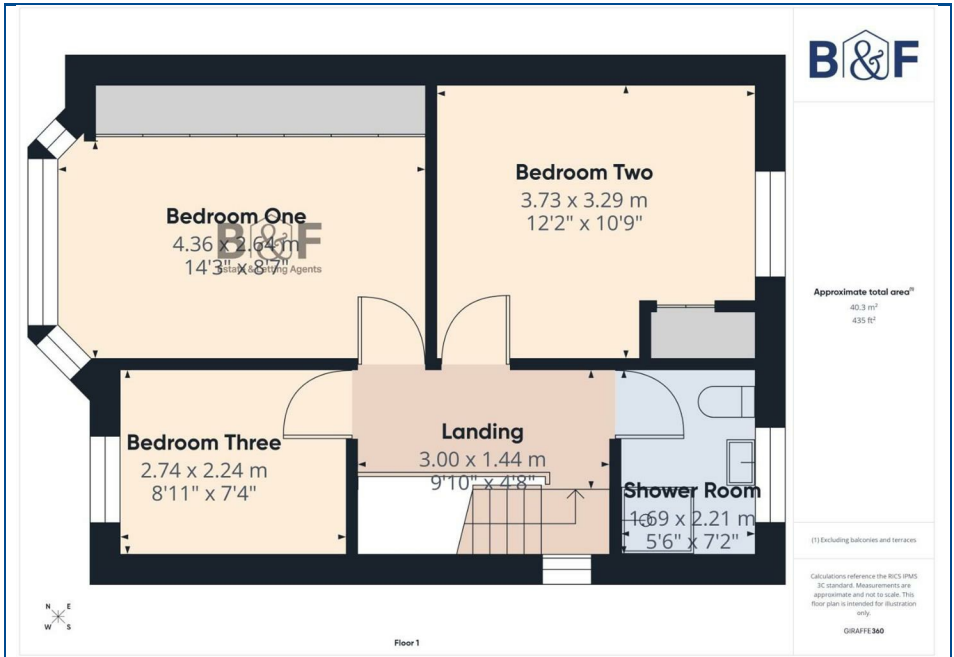 B&F
Bedroom One
4.36 x 2.64 m
14'3" x 8'7"
B&F
Estate & Letting Agents
Bedroom Two
3.73 x 3.29 m
12'2" x 10'9"
Bedroom Three
2.74 x 2.24 m
8'11" x 7'4"
Landing
3.00 x 1.44 m
9'10" x 4'8"
Shower Room
1.69 x 2.21 m
5'6" x 7'2"
Approximate total area(1)
40.3 m²
435 ft²
(1) Excluding balconies and terraces
Calculations reference the RICS IPMS
3C standard. Measurements are
approximate and not to scale. This
floor plan is intended for illustration
only.
GIRAFFE360
N E
W S
Floor 1